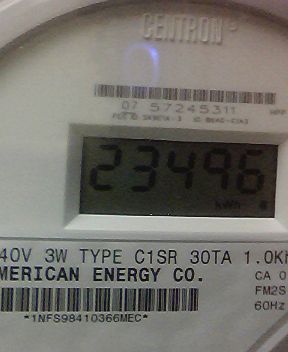 CENTRON
07 57245311
23496
kWh
40V 3W TYPE C1SR 30TA 1.0Kh
MERICAN ENERGY CO.
CA 0
FM2S
60Hz
*1NFS98410366MEC*